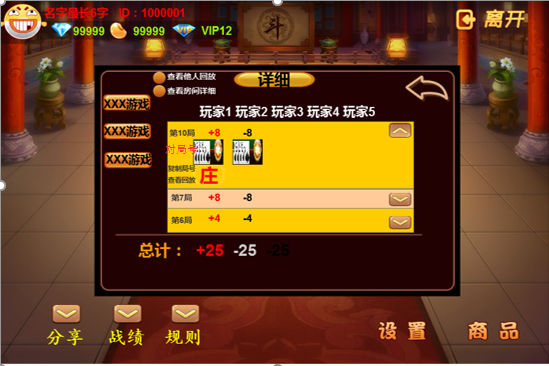 名字最长6字 ID：1000001
99999 99999 VIP12
斗
离开
查看他人回放
查看房间详细
详细
玩家1 玩家2 玩家3 玩家4 玩家5
XXX游戏
XXX游戏
XXX游戏
第10局 +8 -8
对局号
复制局号
查看回放
庄
第7局 +8 -8
第6局 +4 -4
总计： +25 -25 -25
分享 战绩 规则
设置 商品